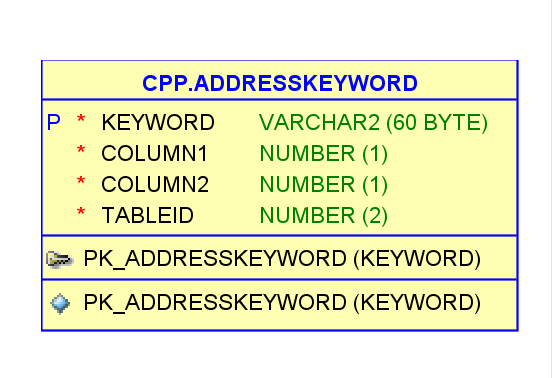 CPP.ADDRESSKEYWORD
P * KEYWORD VARCHAR2 (60 BYTE)
* COLUMN1 NUMBER (1)
* COLUMN2 NUMBER (1)
* TABLEID NUMBER (2)
PK_ADDRESSKEYWORD (KEYWORD)
PK_ADDRESSKEYWORD (KEYWORD)